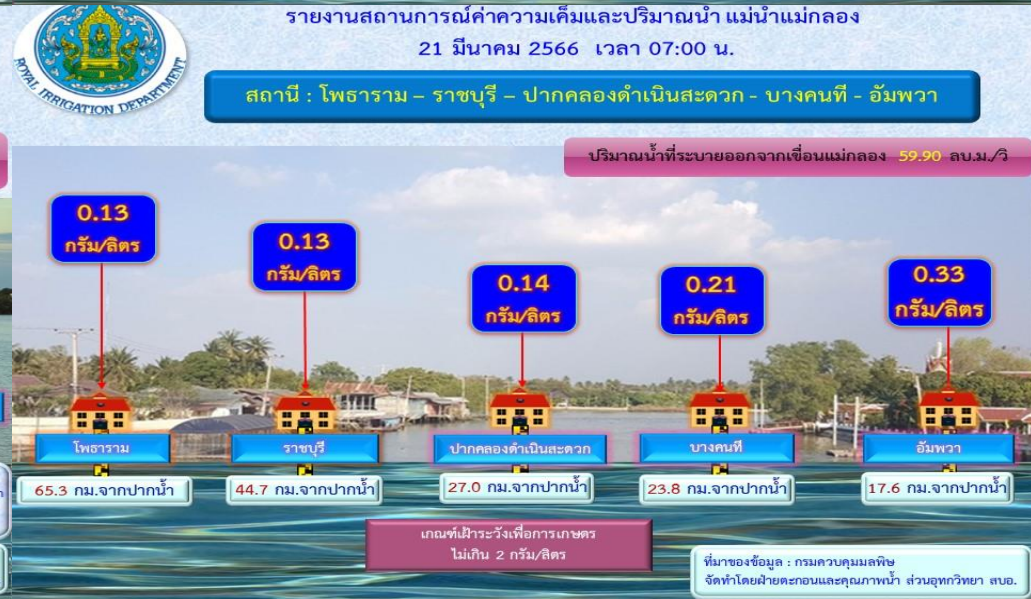 รายงานสถานการณ์ค่าความเค็มและปริมาณน้ำ แม่น้ำแม่กลอง
21 มีนาคม 2566 เวลา 07:00 น.
ROYAL IRRIGATION DEPARTMENT
สถานี : โพธาราม – ราชบุรี – ปากคลองดำเนินสะดวก - บางคนที - อัมพวา
ปริมาณน้ำที่ระบายออกจากเขื่อนแม่กลอง 59.90 ลบ.ม./วิ
0.13
กรัม/ลิตร
0.13
กรัม/ลิตร
0.14
กรัม/ลิตร
0.21
กรัม/ลิตร
0.33
กรัม/ลิตร
โพธาราม
ราชบุรี
ปากคลองดำเนินสะดวก
บางคนที
อัมพวา
65.3 กม.จากปากน้ำ
44.7 กม.จากปากน้ำ
27.0 กม.จากปากน้ำ
23.8 กม.จากปากน้ำ
17.6 กม.จากปากน้ำ
เกณฑ์เฝ้าระวังเพื่อการเกษตร
ไม่เกิน 2 กรัม/ลิตร
ที่มาของข้อมูล : กรมควบคุมมลพิษ
จัดทำโดยฝ่ายตะกอนและคุณภาพน้ำ ส่วนอุทกวิทยา สบอ.